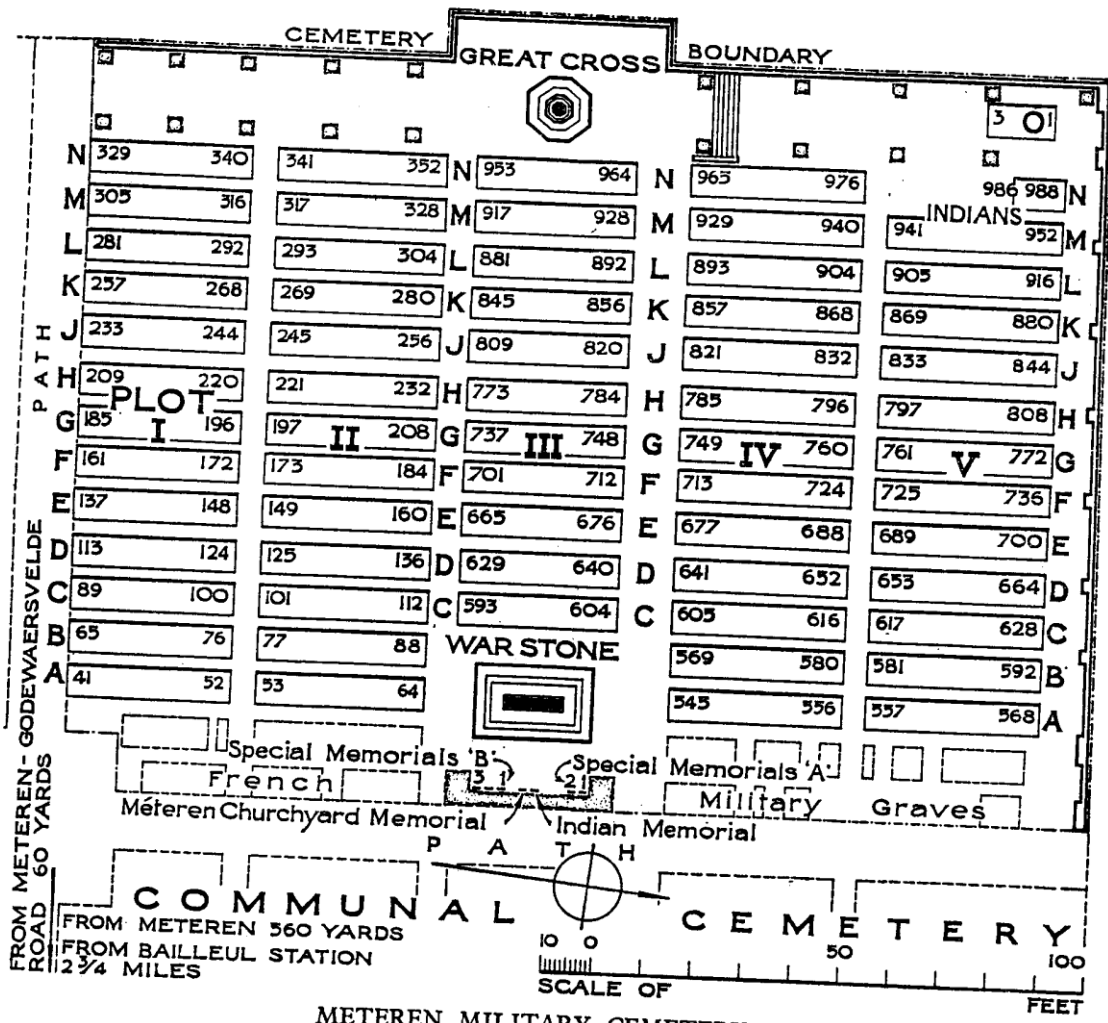 CEMETERY BOUNDARY
GREAT CROSS
3 O 1
N 329 340 341 352 N 953 964 N 965 976 986 988 N
INDIANS
M 305 316 317 328 M 917 928 M 929 940 941 952 M
L 281 292 293 304 L 881 892 L 893 904 905 916 L
K 257 268 269 280 K 845 856 K 857 868 869 880 K
J 233 244 245 256 J 809 820 J 821 832 833 844 J
H 209 220 221 232 H 773 784 H 785 796 797 808 H
PLOT
G 185 I 196 197 II 208 G 737 III 748 G 749 IV 760 761 V 772 G
F 161 172 173 184 F 701 712 F 713 724 725 736 F
E 137 148 149 160 E 665 676 E 677 688 689 700 E
D 113 124 125 136 D 629 640 D 641 652 653 664 D
C 89 100 101 112 C 593 604 C 605 616 617 628 C
B 65 76 77 88 569 580 581 592 B
WAR STONE
A 41 52 53 64 545 556 557 568 A
PATH
FROM METEREN-GODEWAERSVELDE
ROAD 60 YARDS
Special Memorials 'B'
3 1
2 1
Special Memorials 'A'
French Military Graves
Méteren Churchyard Memorial
Indian Memorial
PATH
COMMUNAL CEMETERY
FROM METEREN 560 YARDS
FROM BAILLEUL STATION
2 3/4 MILES
10 0 50 100
SCALE OF FEET
METEREN MILITARY CEMETERY